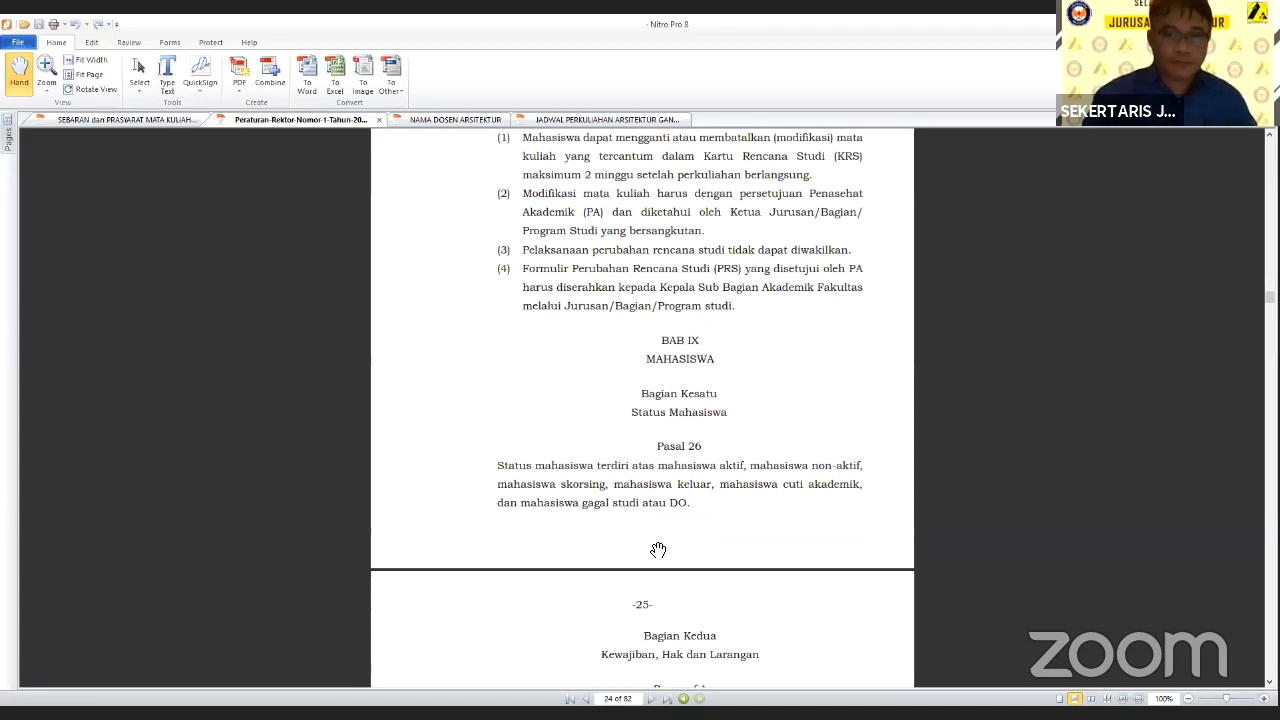 - Nitro Pro 8
File
Home
Edit
Review
Forms
Protect
Help
Hand
Zoom
Fit Width
Fit Page
Rotate View
View
Select
Type
Text
QuickSign
Tools
PDF
Combine
Create
To
Word
To
Excel
To
Image
To
Other
Convert
SEBARAN dan PRASYARAT MATA KULIAH...
Peraturan-Rektor-Nomor-1-Tahun-20...
NAMA DOSEN ARSITEKTUR
JADWAL PERKULIAHAN ARSITEKTUR GAN...
Pages
SEKERTARIS J...
(1) Mahasiswa dapat mengganti atau membatalkan (modifikasi) mata
kuliah yang tercantum dalam Kartu Rencana Studi (KRS)
maksimum 2 minggu setelah perkuliahan berlangsung.
(2) Modifikasi mata kuliah harus dengan persetujuan Penasehat
Akademik (PA) dan diketahui oleh Ketua Jurusan/Bagian/
Program Studi yang bersangkutan.
(3) Pelaksanaan perubahan rencana studi tidak dapat diwakilkan.
(4) Formulir Perubahan Rencana Studi (PRS) yang disetujui oleh PA
harus diserahkan kepada Kepala Sub Bagian Akademik Fakultas
melalui Jurusan/Bagian/Program studi.
BAB IX
MAHASISWA
Bagian Kesatu
Status Mahasiswa
Pasal 26
Status mahasiswa terdiri atas mahasiswa aktif, mahasiswa non-aktif,
mahasiswa skorsing, mahasiswa keluar, mahasiswa cuti akademik,
dan mahasiswa gagal studi atau DO.
-25-
Bagian Kedua
Kewajiban, Hak dan Larangan
zoom
24 of 82
100%